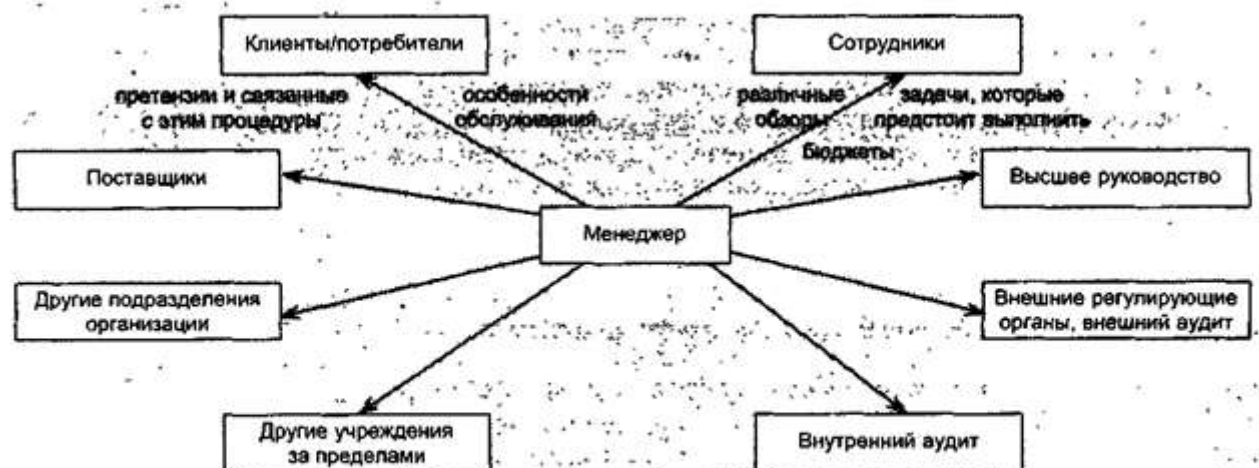 Клиенты/потребители
Сотрудники
претензии и связанные
с этим процедуры
особенности
обслуживания
различные
обзоры
задачи, которые
предстоит выполнить
бюджеты
Поставщики
Высшее руководство
Менеджер
Другие подразделения
организации
Внешние регулирующие
органы, внешний аудит
Другие учреждения
за пределами
Внутренний аудит